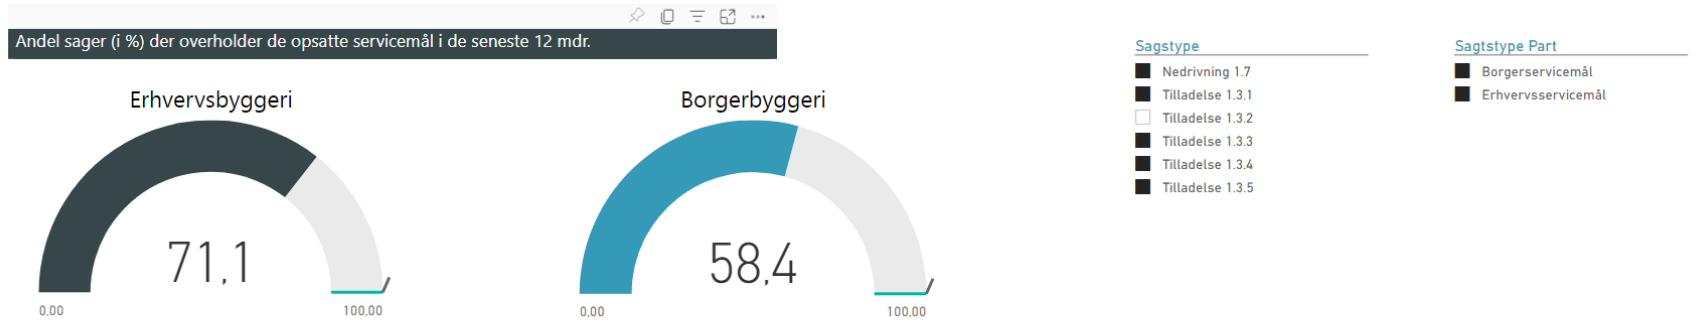 Andel sager (i %) der overholder de opsatte servicemål i de seneste 12 mdr.
Erhvervsbyggeri
71,1
0,00
100,00
Borgerbyggeri
58,4
0,00
100,00
Sagstype
Nedrivning 1.7
Tilladelse 1.3.1
Tilladelse 1.3.2
Tilladelse 1.3.3
Tilladelse 1.3.4
Tilladelse 1.3.5
Sagtstype Part
Borgerservicemål
Erhvervsservicemål